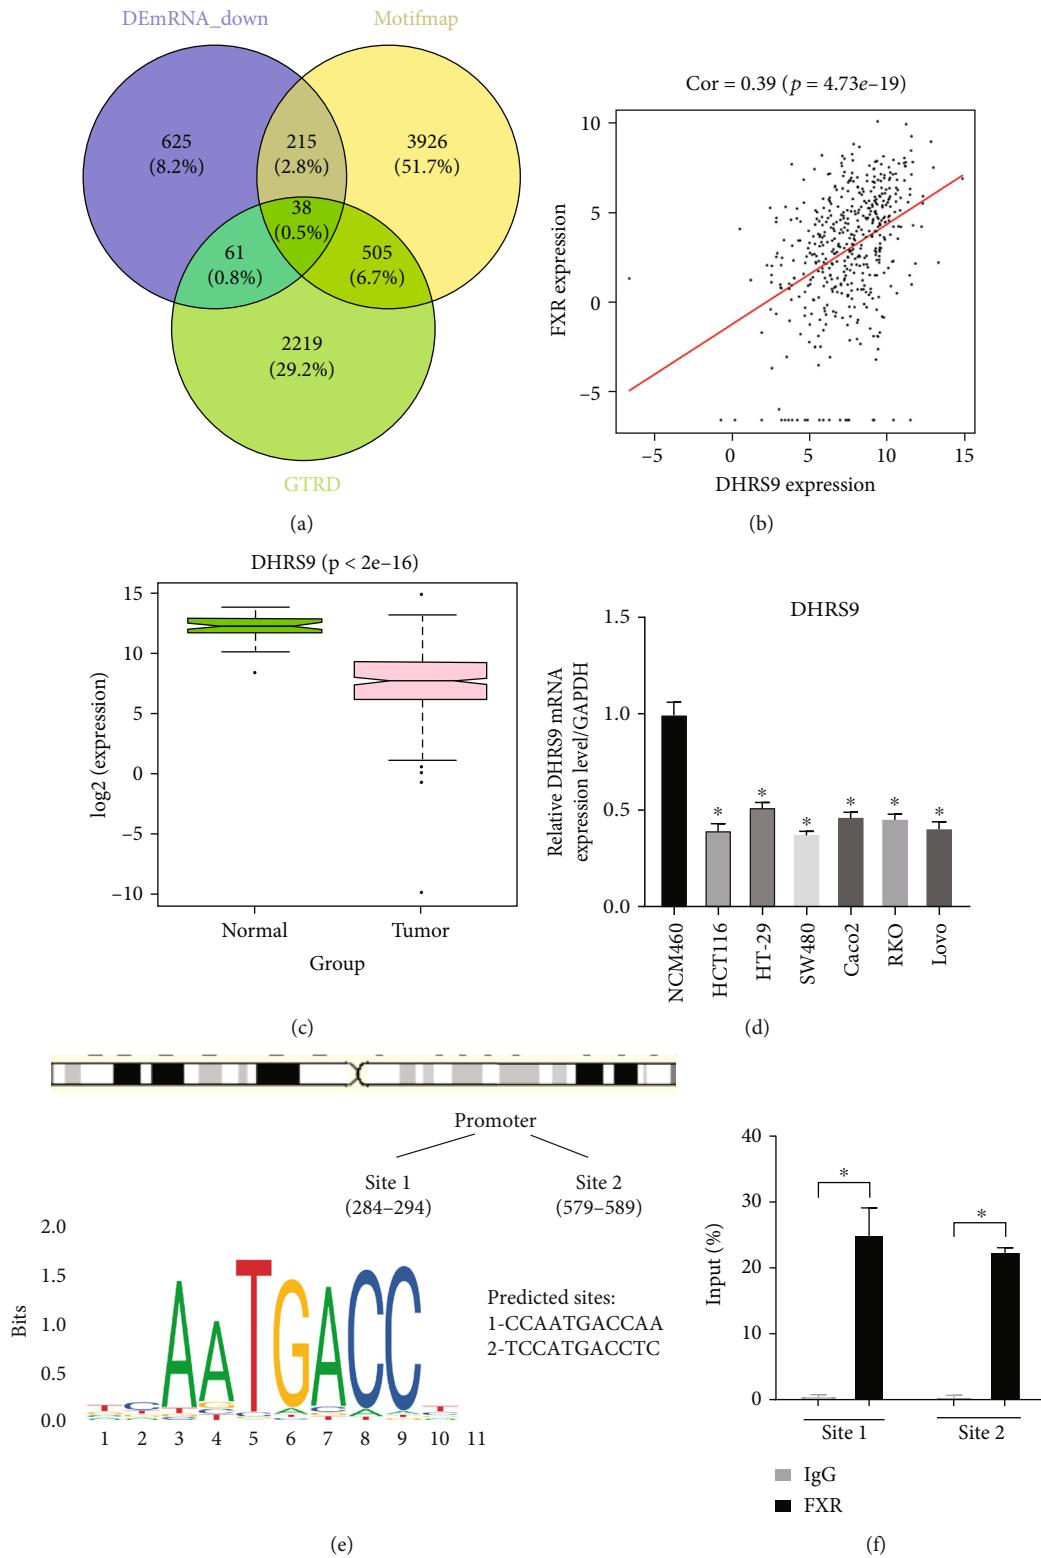 DEmRNA_down
Motifmap
625
(8.2%)
215
(2.8%)
3926
(51.7%)
38
(0.5%)
61
(0.8%)
505
(6.7%)
2219
(29.2%)
GTRD
(a)
Cor = 0.39 (p = 4.73e–19)
FXR expression
10
5
0
–5
–5
0
5
10
15
DHRS9 expression
(b)
DHRS9 (p < 2e–16)
log2 (expression)
15
10
5
0
–5
–10
Normal
Tumor
Group
(c)
DHRS9
Relative DHRS9 mRNA
expression level/GAPDH
1.5
1.0
0.5
0.0
*
*
*
*
*
*
NCM460
HCT116
HT-29
SW480
Caco2
RKO
Lovo
(d)
Promoter
Site 1
(284–294)
Site 2
(579–589)
Bits
2.0
1.5
1.0
0.5
0.0
AATGACC
1 2 3 4 5 6 7 8 9 10 11
Predicted sites:
1-CCAATGACCAA
2-TCCATGACCTC
(e)
Input (%)
40
30
20
10
0
*
*
Site 1
Site 2
IgG
FXR
(f)